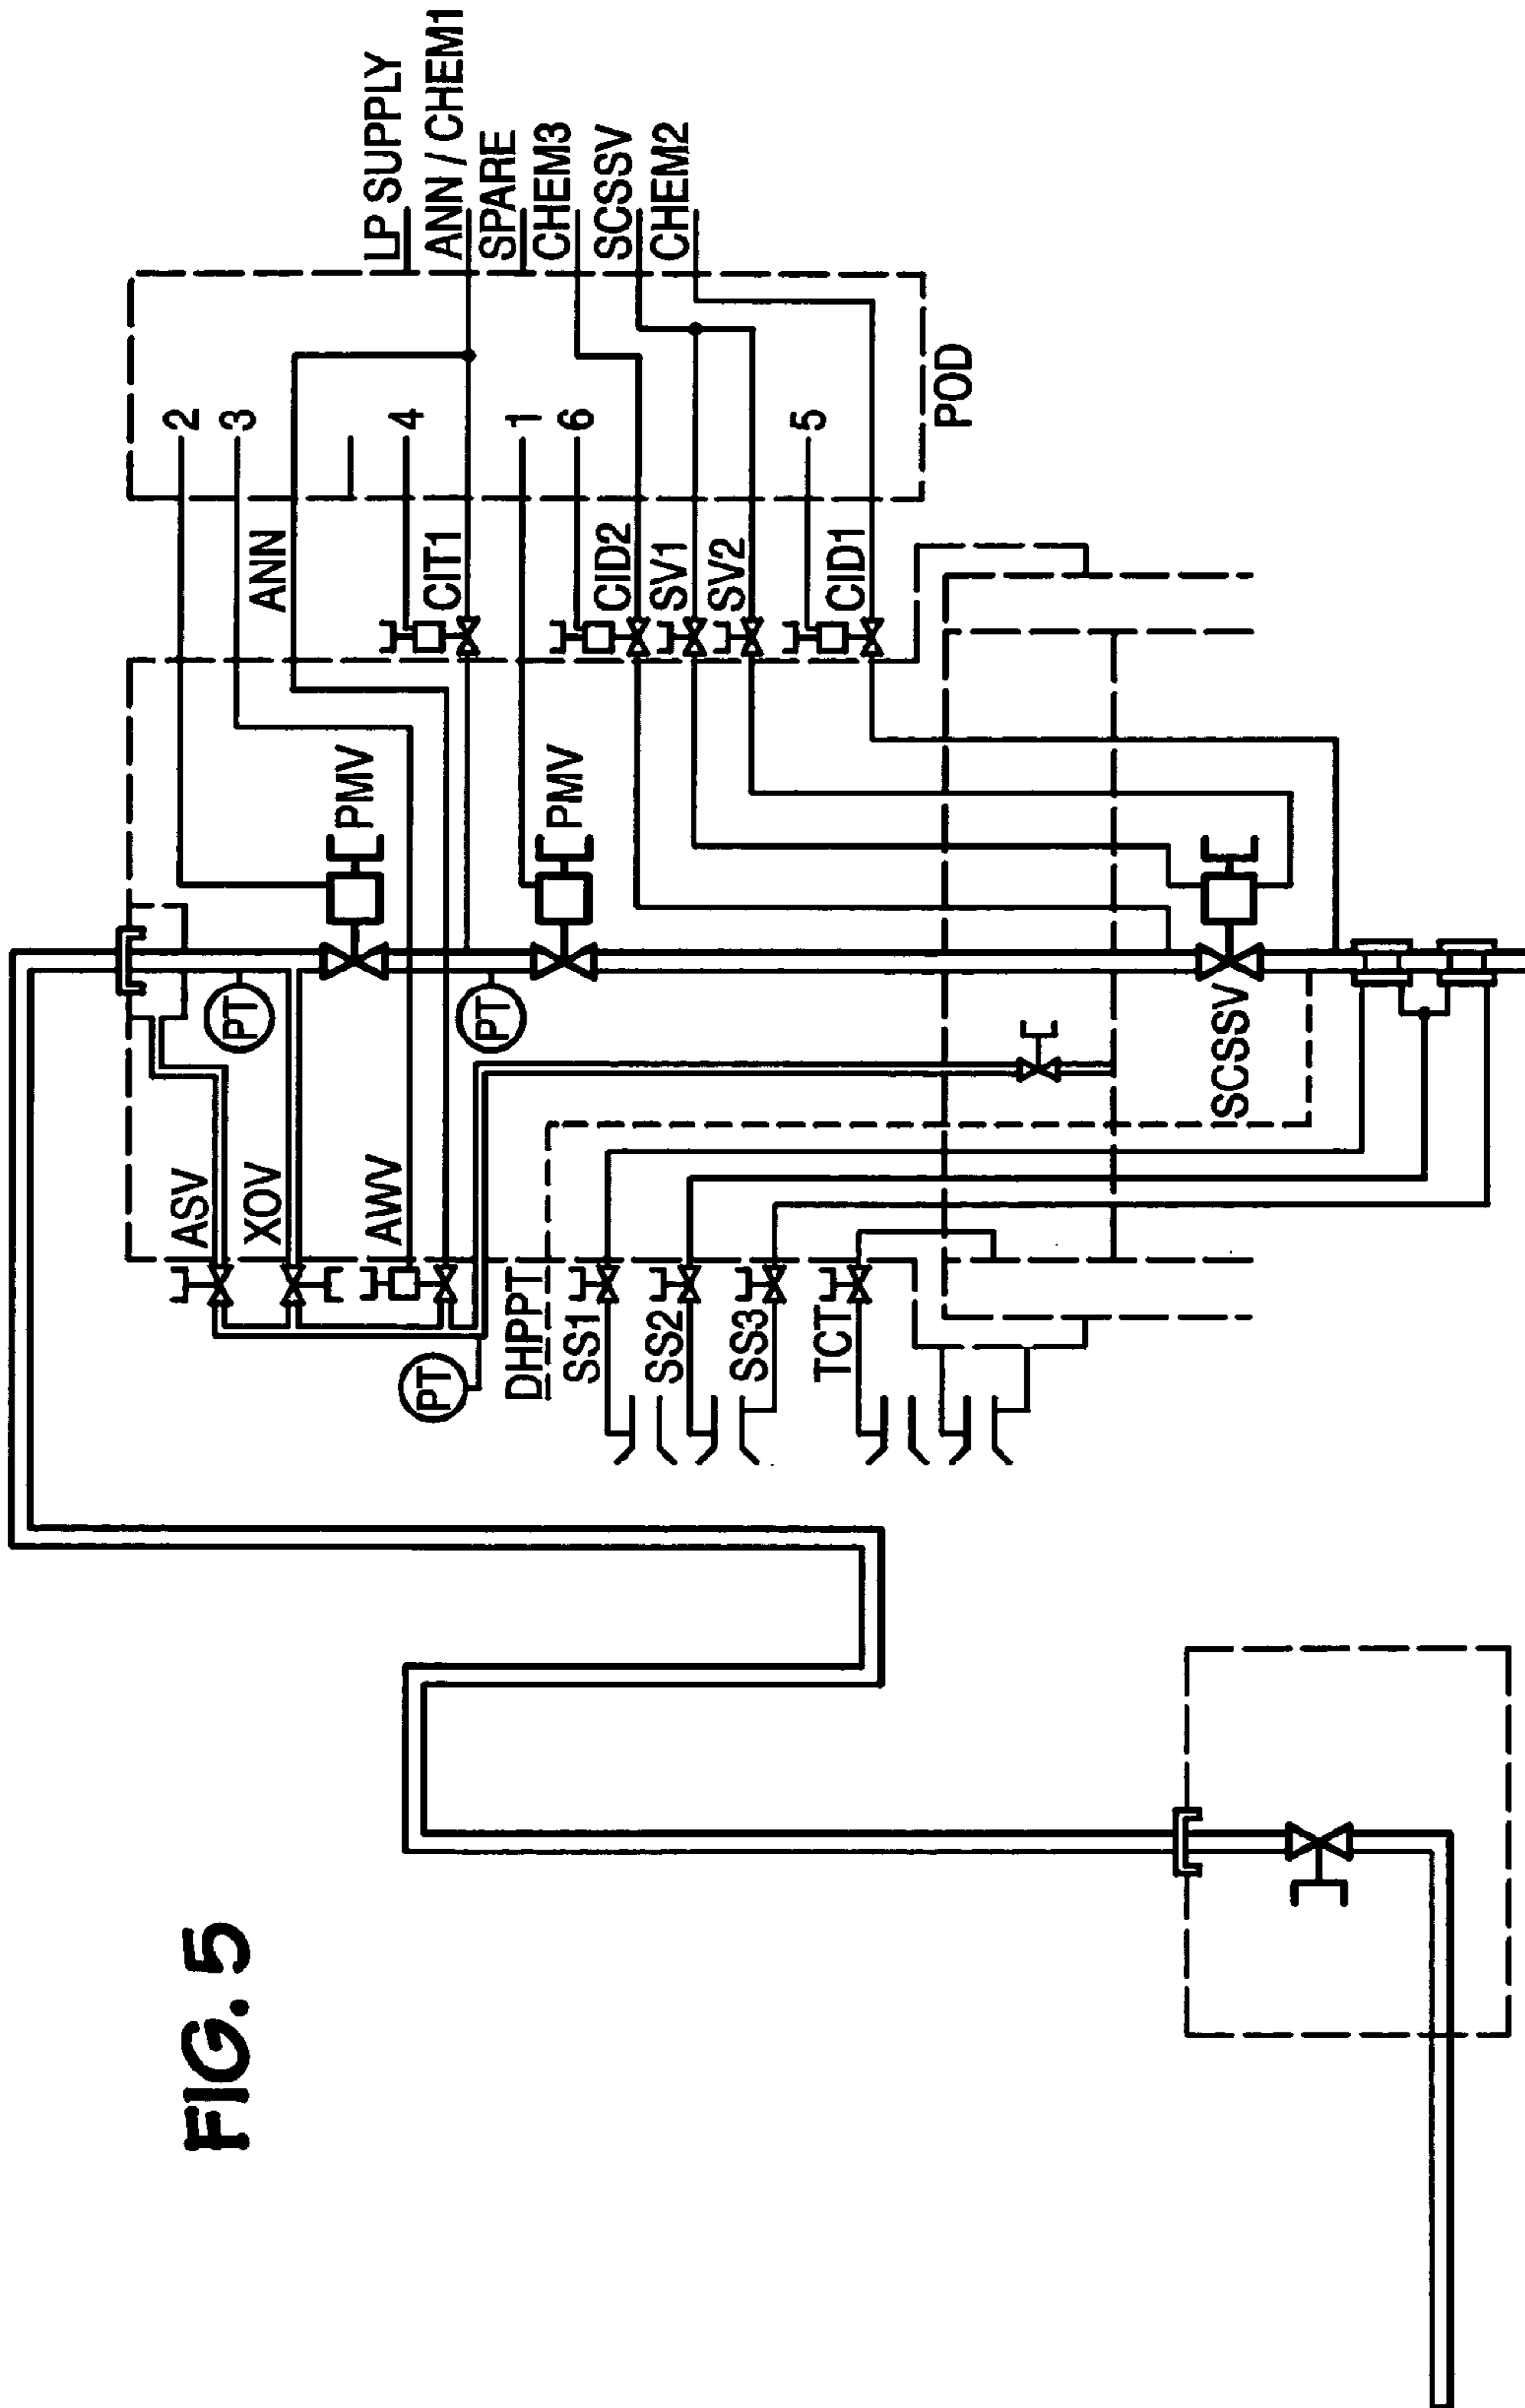 FIG. 5
LP SUPPLY
ANN / CHEM1
SPARE
CHEM3
SCSSV
CHEM2
2
3
4
1
6
5
POD
ANN
CIT1
CID2
SV1
SV2
CID1
PMV
PMV
PT
PT
SCSSV
ASV
XOV
AWV
PT
DHPPT
SS1
SS2
SS3
TCT